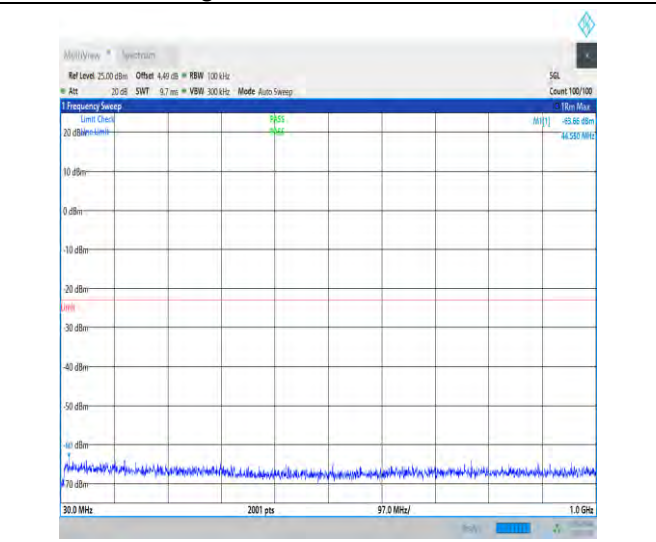 MultiView Spectrum
Ref Level 25.00 dBm Offset 4.49 dB RBW 100 kHz SGL
Att 20 dB SWT 9.7 ms VBW 300 kHz Mode Auto Sweep Count 100/100
1 Frequency Sweep 1Rm Max
Limit Check PASS M1[1] -63.66 dBm
20 dBm Limit PASS 44.580 MHz
10 dBm
0 dBm
-10 dBm
-20 dBm
Limit
-30 dBm
-40 dBm
-50 dBm
-60 dBm
-70 dBm
30.0 MHz 2001 pts 97.0 MHz/ 1.0 GHz